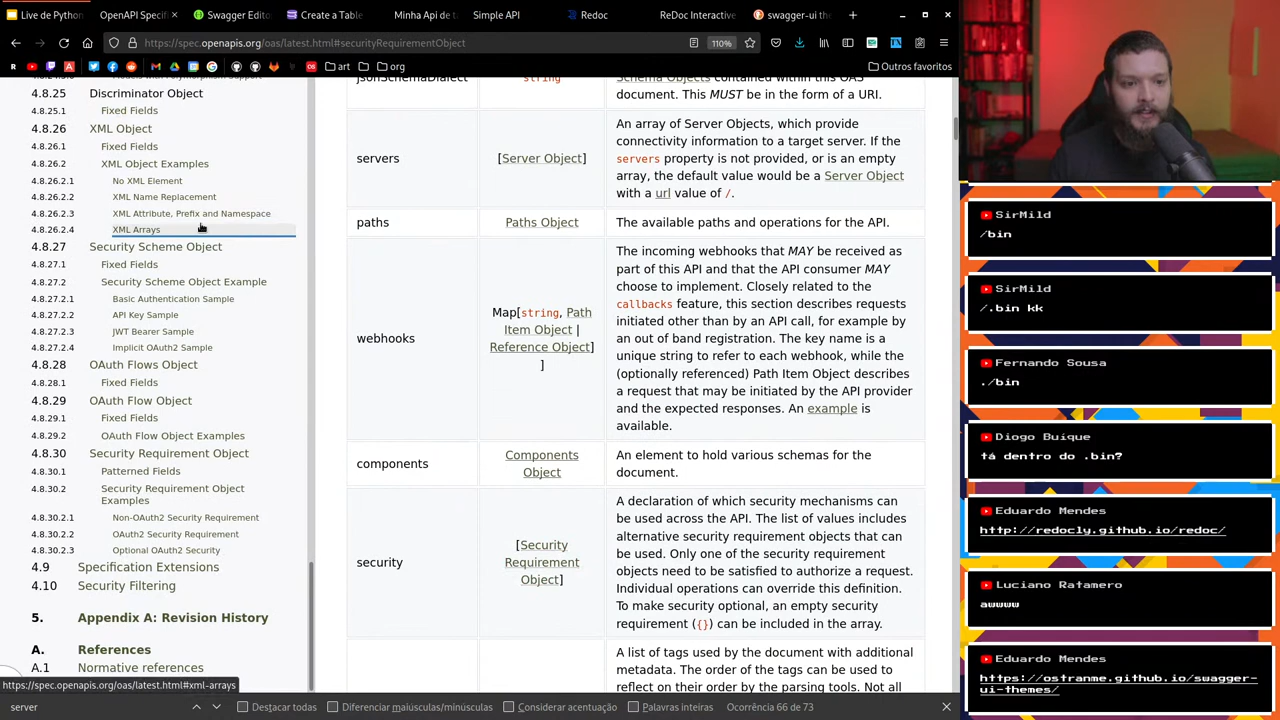 Live de Python
OpenAPI Specifi
Swagger Edito
Create a Table
Minha Api de ta
Simple API
Redoc
ReDoc Interactive
swagger-ui the
https://spec.openapis.org/oas/latest.html#securityRequirementObject
110%
art
org
Outros favoritos
4.8.25 Discriminator Object
4.8.25.1 Fixed Fields
4.8.26 XML Object
4.8.26.1 Fixed Fields
4.8.26.2 XML Object Examples
4.8.26.2.1 No XML Element
4.8.26.2.2 XML Name Replacement
4.8.26.2.3 XML Attribute, Prefix and Namespace
4.8.26.2.4 XML Arrays
4.8.27 Security Scheme Object
4.8.27.1 Fixed Fields
4.8.27.2 Security Scheme Object Example
4.8.27.2.1 Basic Authentication Sample
4.8.27.2.2 API Key Sample
4.8.27.2.3 JWT Bearer Sample
4.8.27.2.4 Implicit OAuth2 Sample
4.8.28 OAuth Flows Object
4.8.28.1 Fixed Fields
4.8.29 OAuth Flow Object
4.8.29.1 Fixed Fields
4.8.29.2 OAuth Flow Object Examples
4.8.30 Security Requirement Object
4.8.30.1 Patterned Fields
4.8.30.2 Security Requirement Object
Examples
4.8.30.2.1 Non-OAuth2 Security Requirement
4.8.30.2.2 OAuth2 Security Requirement
4.8.30.2.3 Optional OAuth2 Security
4.9 Specification Extensions
4.10 Security Filtering
5. Appendix A: Revision History
A. References
A.1 Normative references
https://spec.openapis.org/oas/latest.html#xml-arrays
jsonSchemaDialect
string
Schema Objects contained within this OAS
document. This MUST be in the form of a URI.
servers
[Server Object]
An array of Server Objects, which provide
connectivity information to a target server. If the
servers property is not provided, or is an empty
array, the default value would be a Server Object
with a url value of /.
paths
Paths Object
The available paths and operations for the API.
webhooks
Map[string, Path
Item Object |
Reference Object]
]
The incoming webhooks that MAY be received as
part of this API and that the API consumer MAY
choose to implement. Closely related to the
callbacks feature, this section describes requests
initiated other than by an API call, for example by
an out of band registration. The key name is a
unique string to refer to each webhook, while the
(optionally referenced) Path Item Object describes
a request that may be initiated by the API provider
and the expected responses. An example is
available.
components
Components
Object
An element to hold various schemas for the
document.
security
[Security
Requirement
Object]
A declaration of which security mechanisms can
be used across the API. The list of values includes
alternative security requirement objects that can
be used. Only one of the security requirement
objects need to be satisfied to authorize a request.
Individual operations can override this definition.
To make security optional, an empty security
requirement ({}) can be included in the array.
A list of tags used by the document with additional
metadata. The order of the tags can be used to
reflect on their order by the parsing tools. Not all
server
Destacar todas
Diferenciar maiúsculas/minúsculas
Considerar acentuação
Palavras inteiras
Ocorrência 66 de 73
SirMild
/bin
SirMild
/.bin kk
Fernando Sousa
./bin
Diogo Buique
tá dentro do .bin?
Eduardo Mendes
http://redocly.github.io/redoc/
Luciano Ratamero
awwww
Eduardo Mendes
https://ostranme.github.io/swagger-
ui-themes/